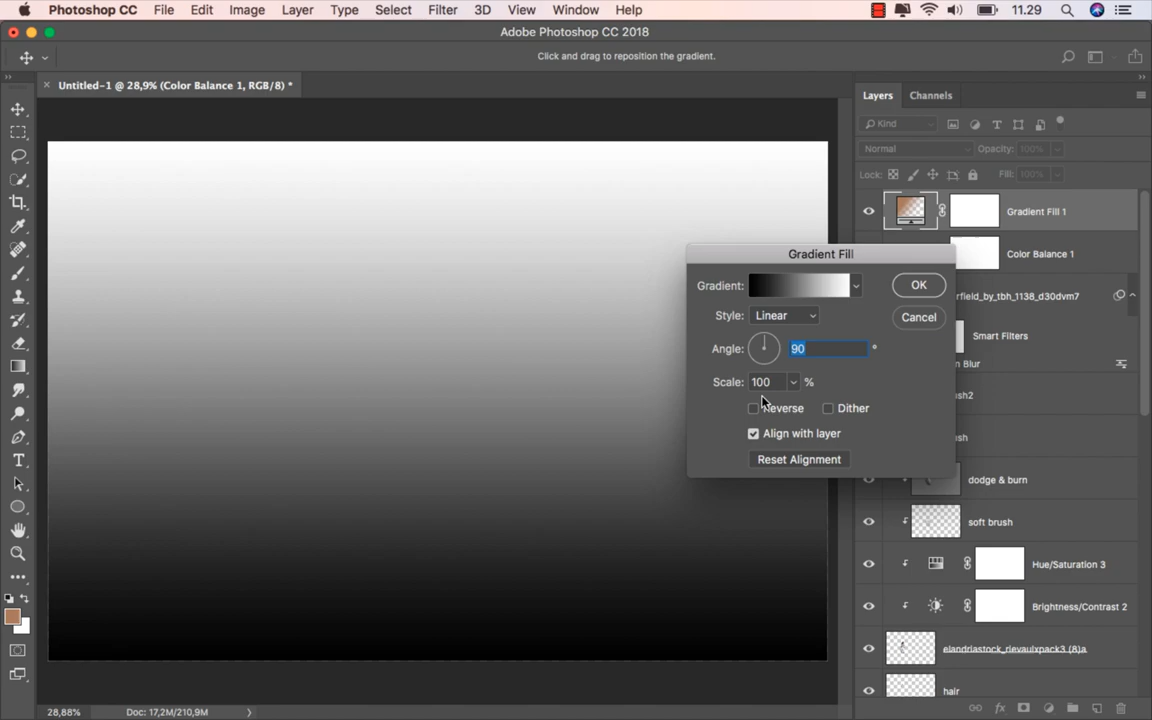 Photoshop CC File Edit Image Layer Type Select Filter 3D View Window Help 11.29
Adobe Photoshop CC 2018
Click and drag to reposition the gradient.
× Untitled-1 @ 28,9% (Color Balance 1, RGB/8) *
Layers Channels
Kind
Normal Opacity: 100%
Lock: Fill: 100%
Gradient Fill 1
Color Balance 1
rfield_by_tbh_1138_d30dvm7
Smart Filters
n Blur
ush2
sh
dodge & burn
soft brush
Hue/Saturation 3
Brightness/Contrast 2
elandriastock_rievaulxpack3 (8)a
hair
Gradient Fill
Gradient: OK
Style: Linear Cancel
Angle: 90 °
Scale: 100 %
Reverse Dither
Align with layer
Reset Alignment
28,88% Doc: 17,2M/210,9M